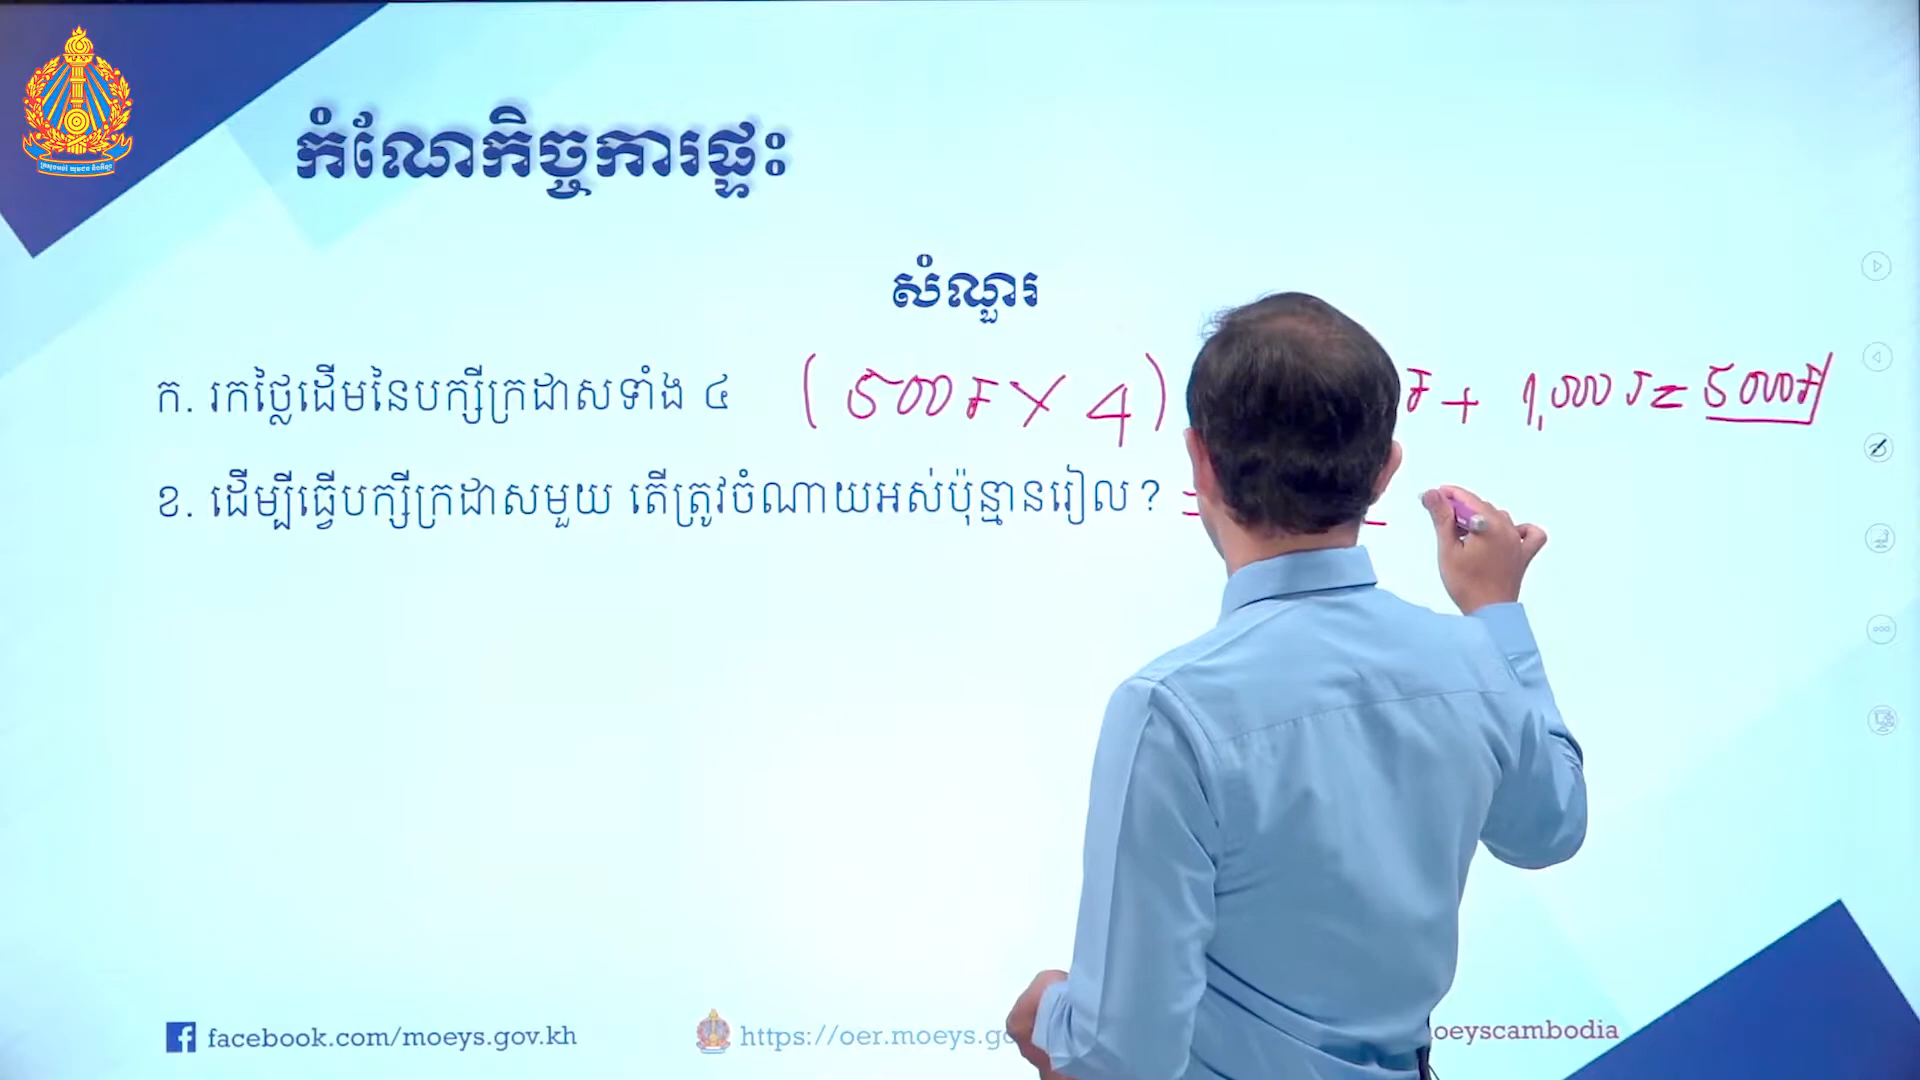 កំណែកិច្ចការផ្ទះ
សំណួរ
ក. រកថ្លៃដើមនៃបក្សីក្រដាសទាំង ៤ (500៛ × 4) ៛ + 1,000៛ = 5000៛
ខ. ដើម្បីធ្វើបក្សីក្រដាសមួយ តើត្រូវចំណាយអស់ប៉ុន្មានរៀល? =
facebook.com/moeys.gov.kh https://oer.moeys.go moeyscambodia